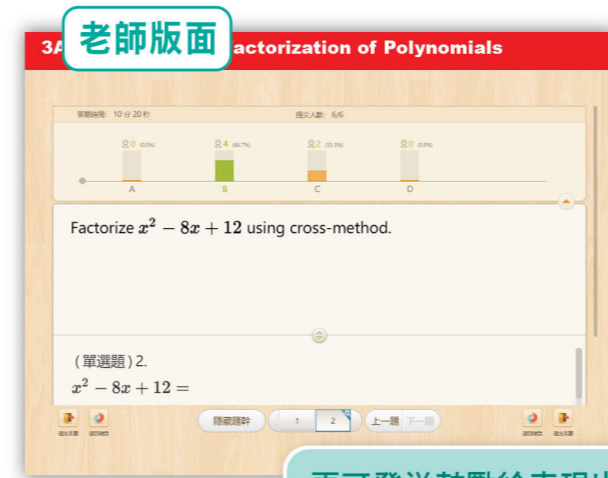 老師版面
3A
actorization of Polynomials
答題時間: 10 分 20 秒
提交人數: 6/6
0 (0.0%)
4 (66.7%)
2 (33.3%)
0 (0.0%)
A
B
C
D
Factorize x² − 8x + 12 using cross-method.
(單選題) 2.
x² − 8x + 12 =
隱藏題幹
1
2
上一題
下一題